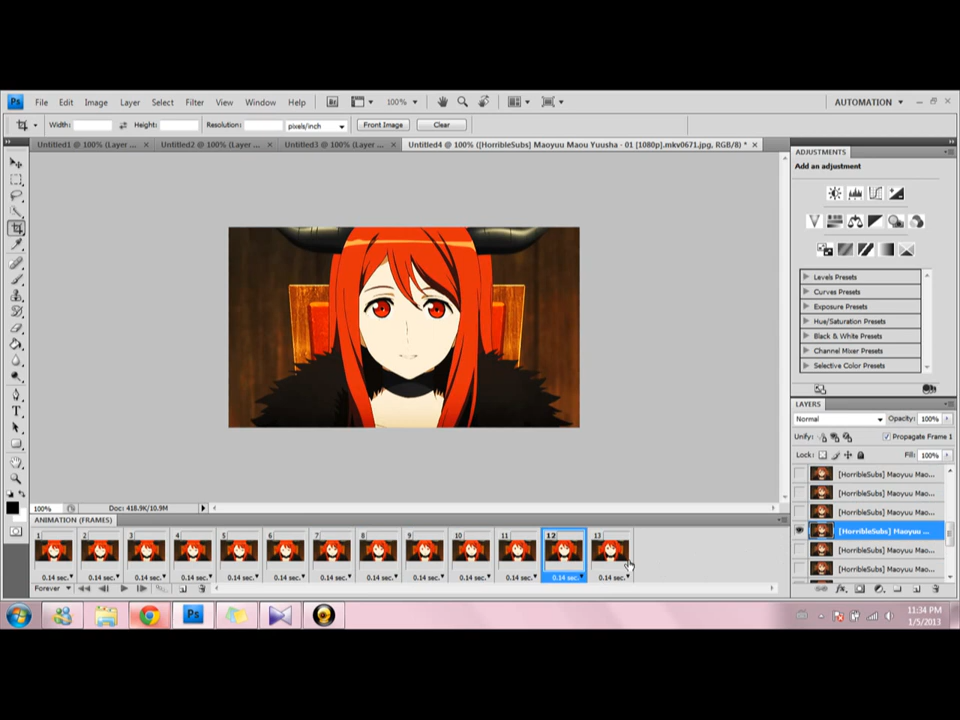 Ps File Edit Image Layer Select Filter View Window Help Br 100% AUTOMATION
Width: Height: Resolution: pixels/inch Front Image Clear
Untitled1 @ 100% (Layer ... Untitled2 @ 100% (Layer ... Untitled3 @ 100% (Layer ... Untitled4 @ 100% ([HorribleSubs] Maoyuu Maou Yuusha - 01 [1080p].mkv0671.jpg, RGB/8) *
ADJUSTMENTS
Add an adjustment
Levels Presets
Curves Presets
Exposure Presets
Hue/Saturation Presets
Black & White Presets
Channel Mixer Presets
Selective Color Presets
LAYERS
Normal Opacity: 100%
Unify: Propagate Frame 1
Lock: Fill: 100%
[HorribleSubs] Maoyuu Mao...
[HorribleSubs] Maoyuu Mao...
[HorribleSubs] Maoyuu Mao...
[HorribleSubs] Maoyuu ...
[HorribleSubs] Maoyuu Mao...
[HorribleSubs] Maoyuu Mao...
100% Doc: 418.9K/10.9M
ANIMATION (FRAMES)
1 2 3 4 5 6 7 8 9 10 11 12 13
0.14 sec. 0.14 sec. 0.14 sec. 0.14 sec. 0.14 sec. 0.14 sec. 0.14 sec. 0.14 sec. 0.14 sec. 0.14 sec. 0.14 sec. 0.14 sec. 0.14 sec.
Forever
Ps
11:34 PM
1/5/2013